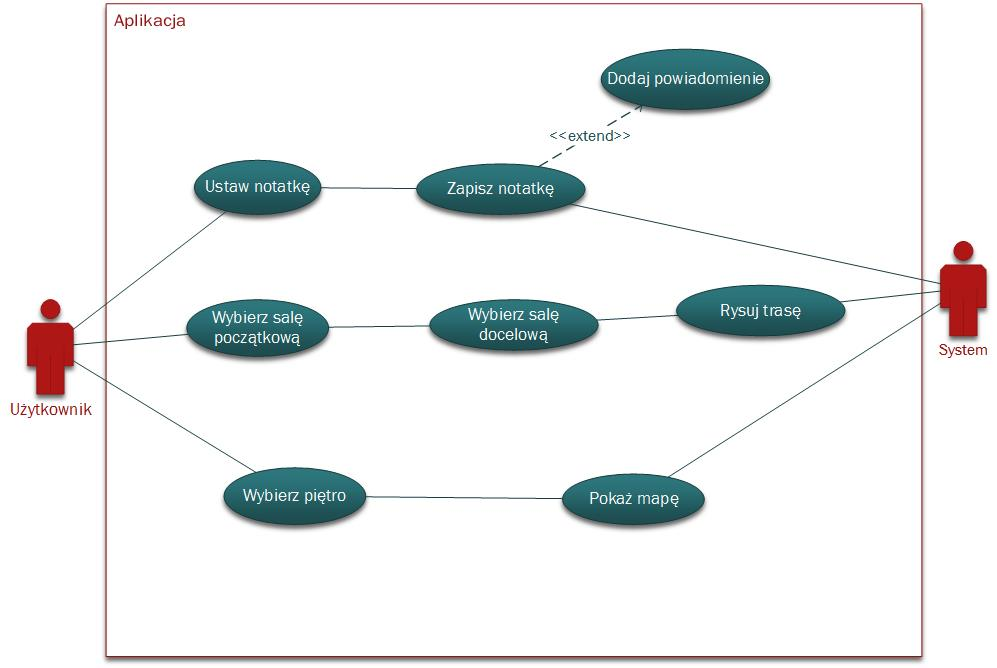 Aplikacja
Dodaj powiadomienie
<<extend>>
Ustaw notatkę
Zapisz notatkę
Wybierz salę
początkową
Wybierz salę
docelową
Rysuj trasę
System
Użytkownik
Wybierz piętro
Pokaż mapę